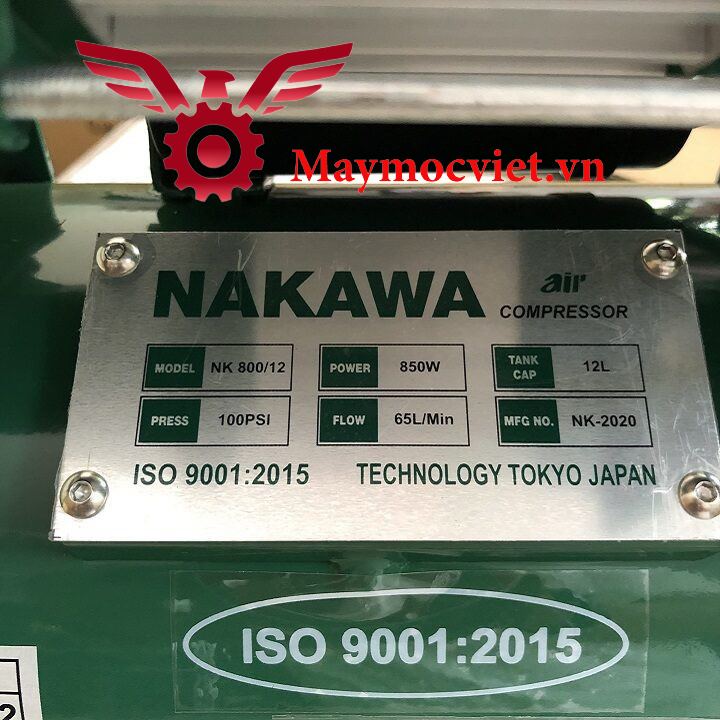 Maymocviet.vn
NAKAWA air COMPRESSOR
MODEL NK 800/12 POWER 850W TANK CAP 12L
PRESS 100PSI FLOW 65L/Min MFG NO. NK-2020
ISO 9001:2015 TECHNOLOGY TOKYO JAPAN
ISO 9001:2015
2